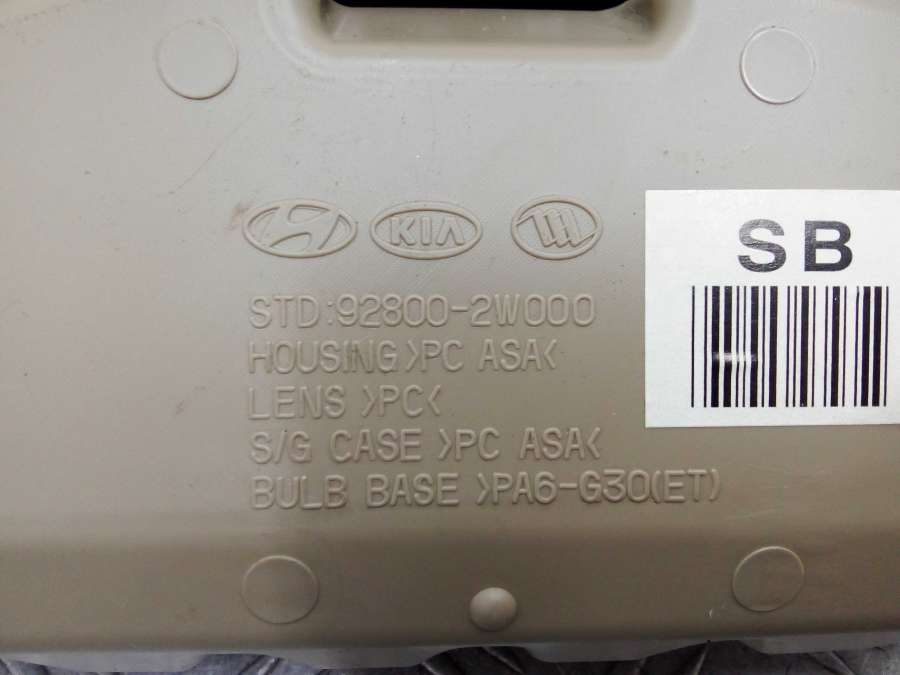 KIA
SB
STD:92800-2W000
HOUSING >PC ASA<
LENS >PC<
S/G CASE >PC ASA<
BULB BASE >PA6-G30(ET)